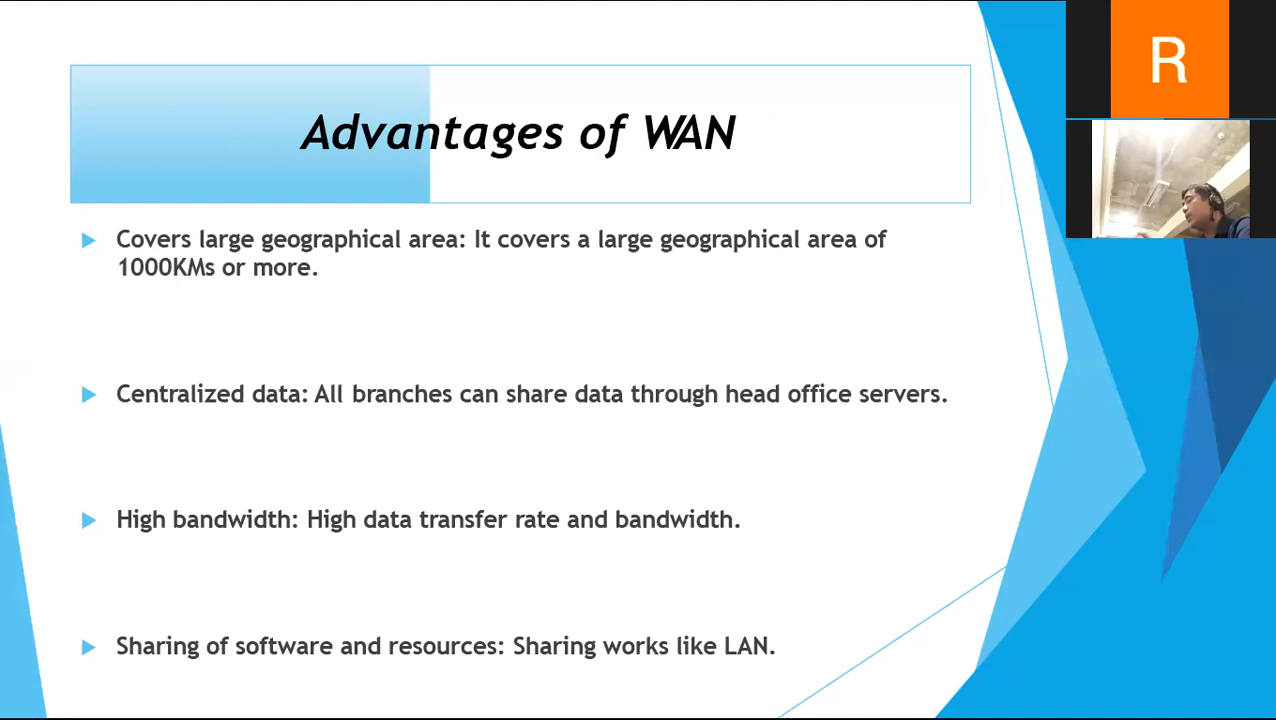 Advantages of WAN
R
Covers large geographical area: It covers a large geographical area of
1000KMs or more.
Centralized data: All branches can share data through head office servers.
High bandwidth: High data transfer rate and bandwidth.
Sharing of software and resources: Sharing works like LAN.